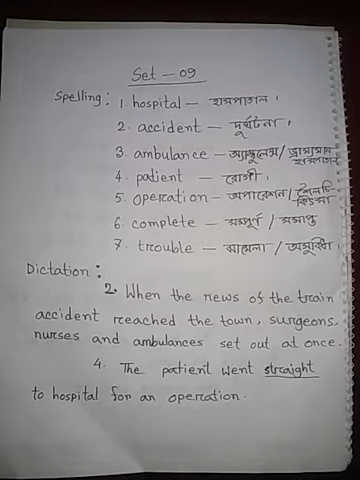 Set - 09
Spelling : 1. hospital - হাসপাতাল ।
2. accident - দূর্ঘটনা ।
3. ambulance - অ্যাম্বুলেন্স / ভ্রাম্যমান হাসপাতাল
4. patient - রোগী ।
5. operation - অপারেশন / শৈল্যচিকিৎসা
6. complete - সম্পূর্ণ / সমাপ্ত
7. trouble - ঝামেলা / অসুবিধা ।
Dictation :
2. When the news of the train
accident reached the town, surgeons,
nurses and ambulances set out at once.
4. The patient went straight
to hospital for an operation.